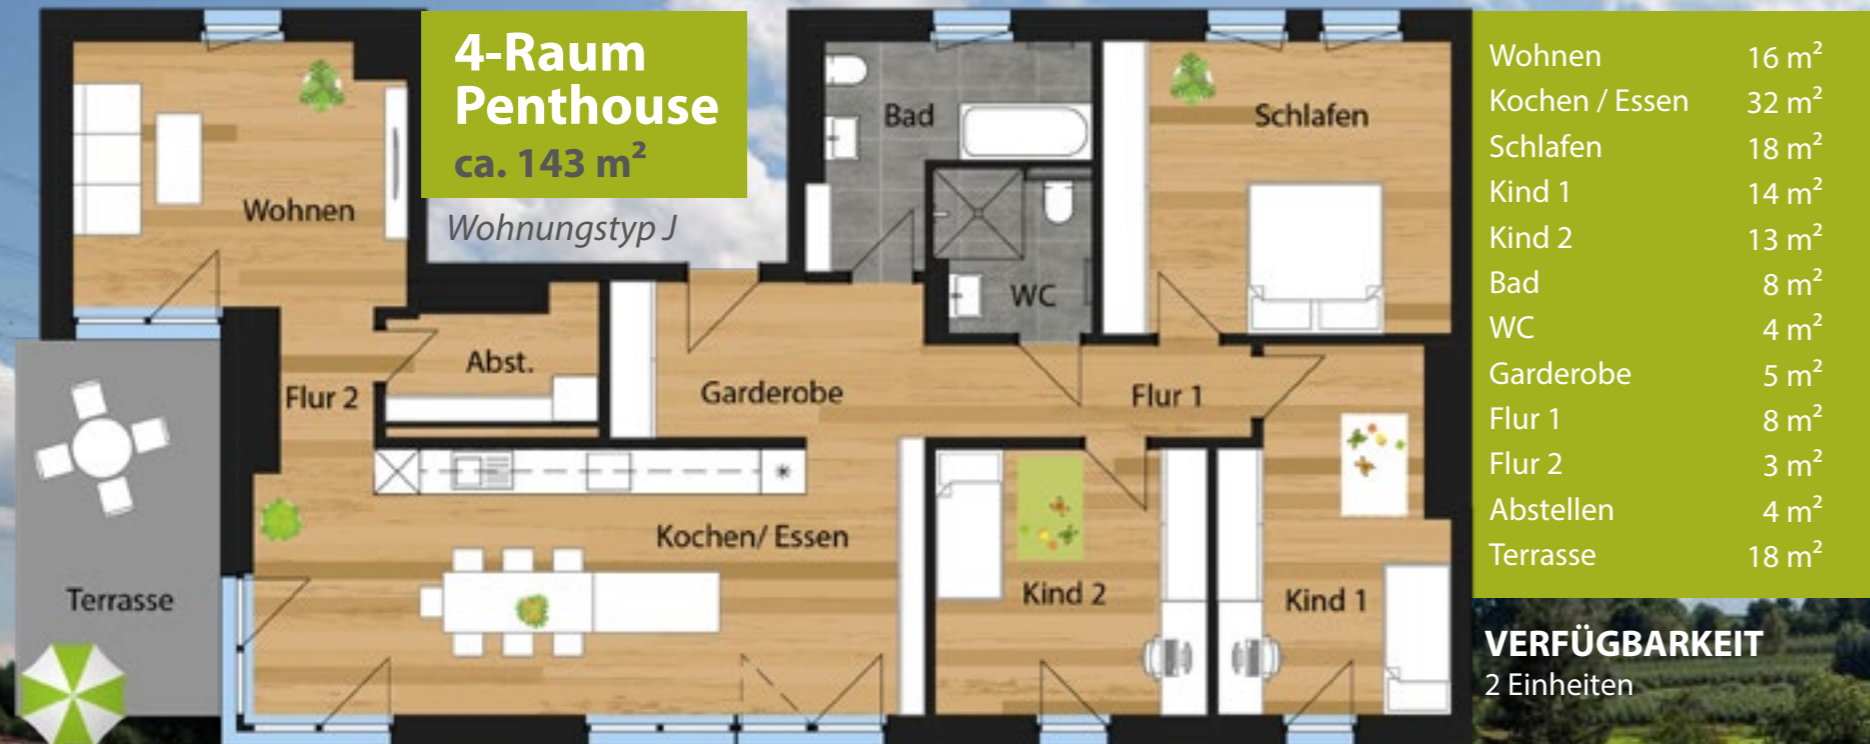 4-Raum
Penthouse
ca. 143 m²
Wohnungstyp J
Wohnen
Bad
Schlafen
WC
Abst.
Flur 2
Garderobe
Flur 1
Kochen/ Essen
Kind 2
Kind 1
Terrasse
Wohnen 16 m²
Kochen / Essen 32 m²
Schlafen 18 m²
Kind 1 14 m²
Kind 2 13 m²
Bad 8 m²
WC 4 m²
Garderobe 5 m²
Flur 1 8 m²
Flur 2 3 m²
Abstellen 4 m²
Terrasse 18 m²
VERFÜGBARKEIT
2 Einheiten